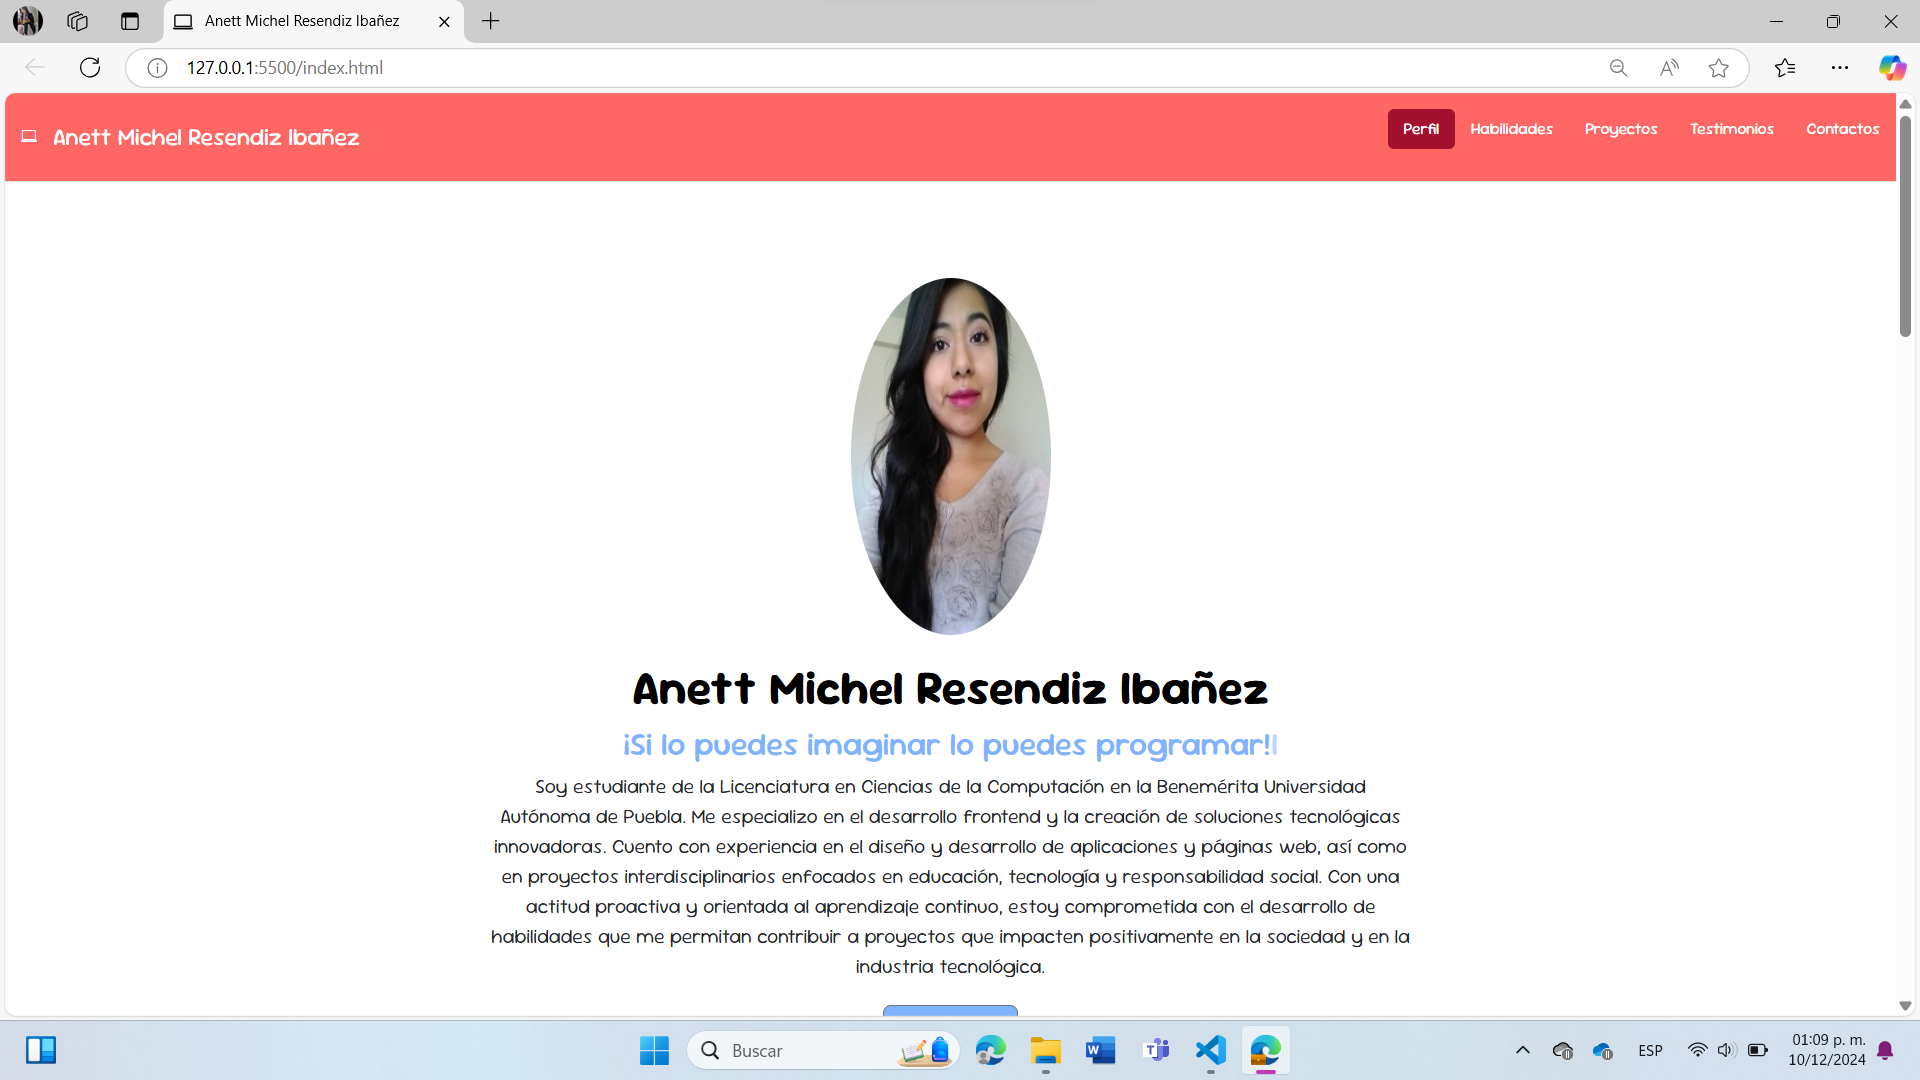 Anett Michel Resendiz Ibañez
127.0.0.1:5500/index.html
Anett Michel Resendiz Ibañez
Perfil
Habilidades
Proyectos
Testimonios
Contactos
Anett Michel Resendiz Ibañez
¡Si lo puedes imaginar lo puedes programar!|
Soy estudiante de la Licenciatura en Ciencias de la Computación en la Benemérita Universidad
Autónoma de Puebla. Me especializo en el desarrollo frontend y la creación de soluciones tecnológicas
innovadoras. Cuento con experiencia en el diseño y desarrollo de aplicaciones y páginas web, así como
en proyectos interdisciplinarios enfocados en educación, tecnología y responsabilidad social. Con una
actitud proactiva y orientada al aprendizaje continuo, estoy comprometida con el desarrollo de
habilidades que me permitan contribuir a proyectos que impacten positivamente en la sociedad y en la
industria tecnológica.
Buscar
ESP
01:09 p. m.
10/12/2024